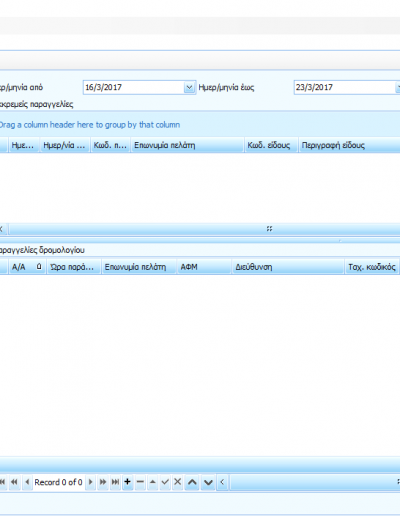 ερ/μηνία από 16/3/2017 Ημερ/μηνία έως 23/3/2017
κκρεμείς παραγγελίες
Drag a column header here to group by that column
Ημε... Ημερ/νία ... Κωδ. π... Επωνυμία πελάτη Κωδ. είδους Περιγραφή είδους
αραγγελίες δρομολογίου
Α/Α Ώρα παρά... Επωνυμία πελάτη ΑΦΜ Διεύθυνση Ταχ. κωδικός
Record 0 of 0